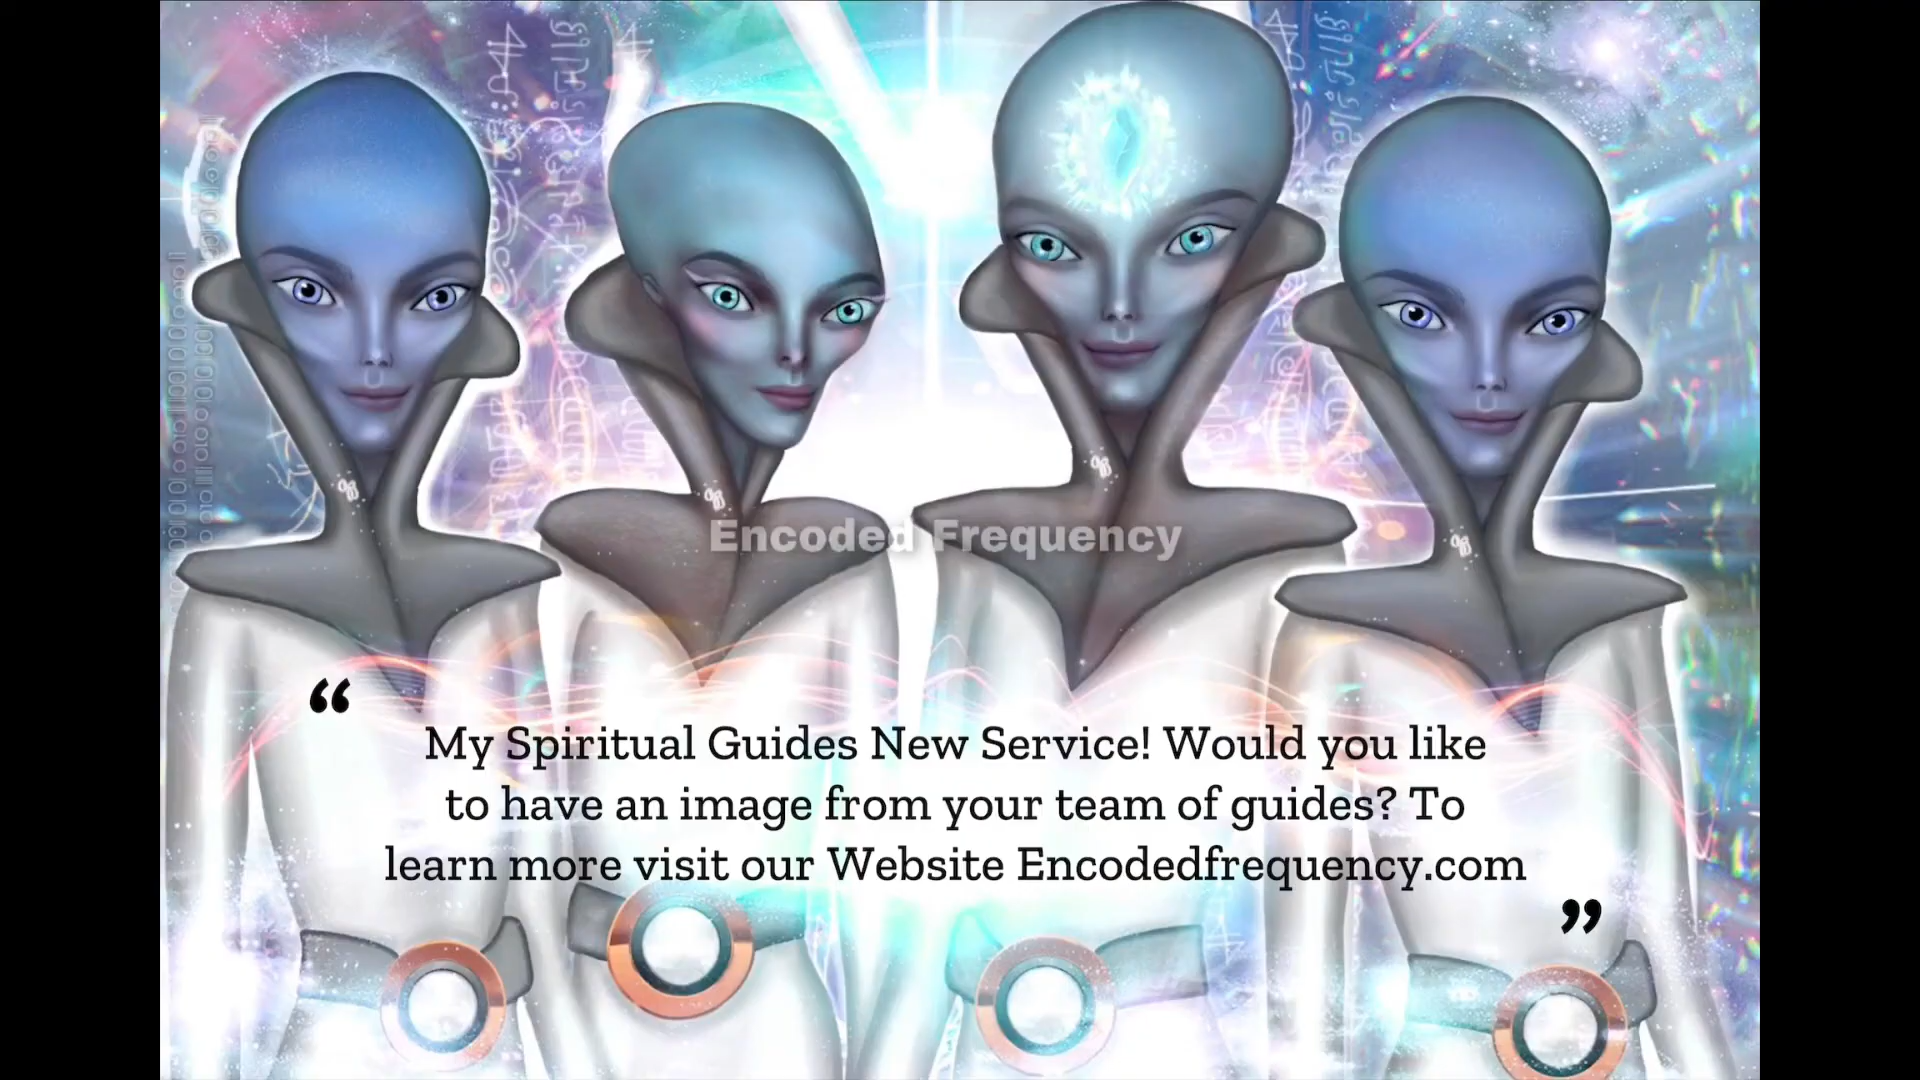 Encoded Frequency
“
My Spiritual Guides New Service! Would you like
to have an image from your team of guides? To
learn more visit our Website Encodedfrequency.com
”